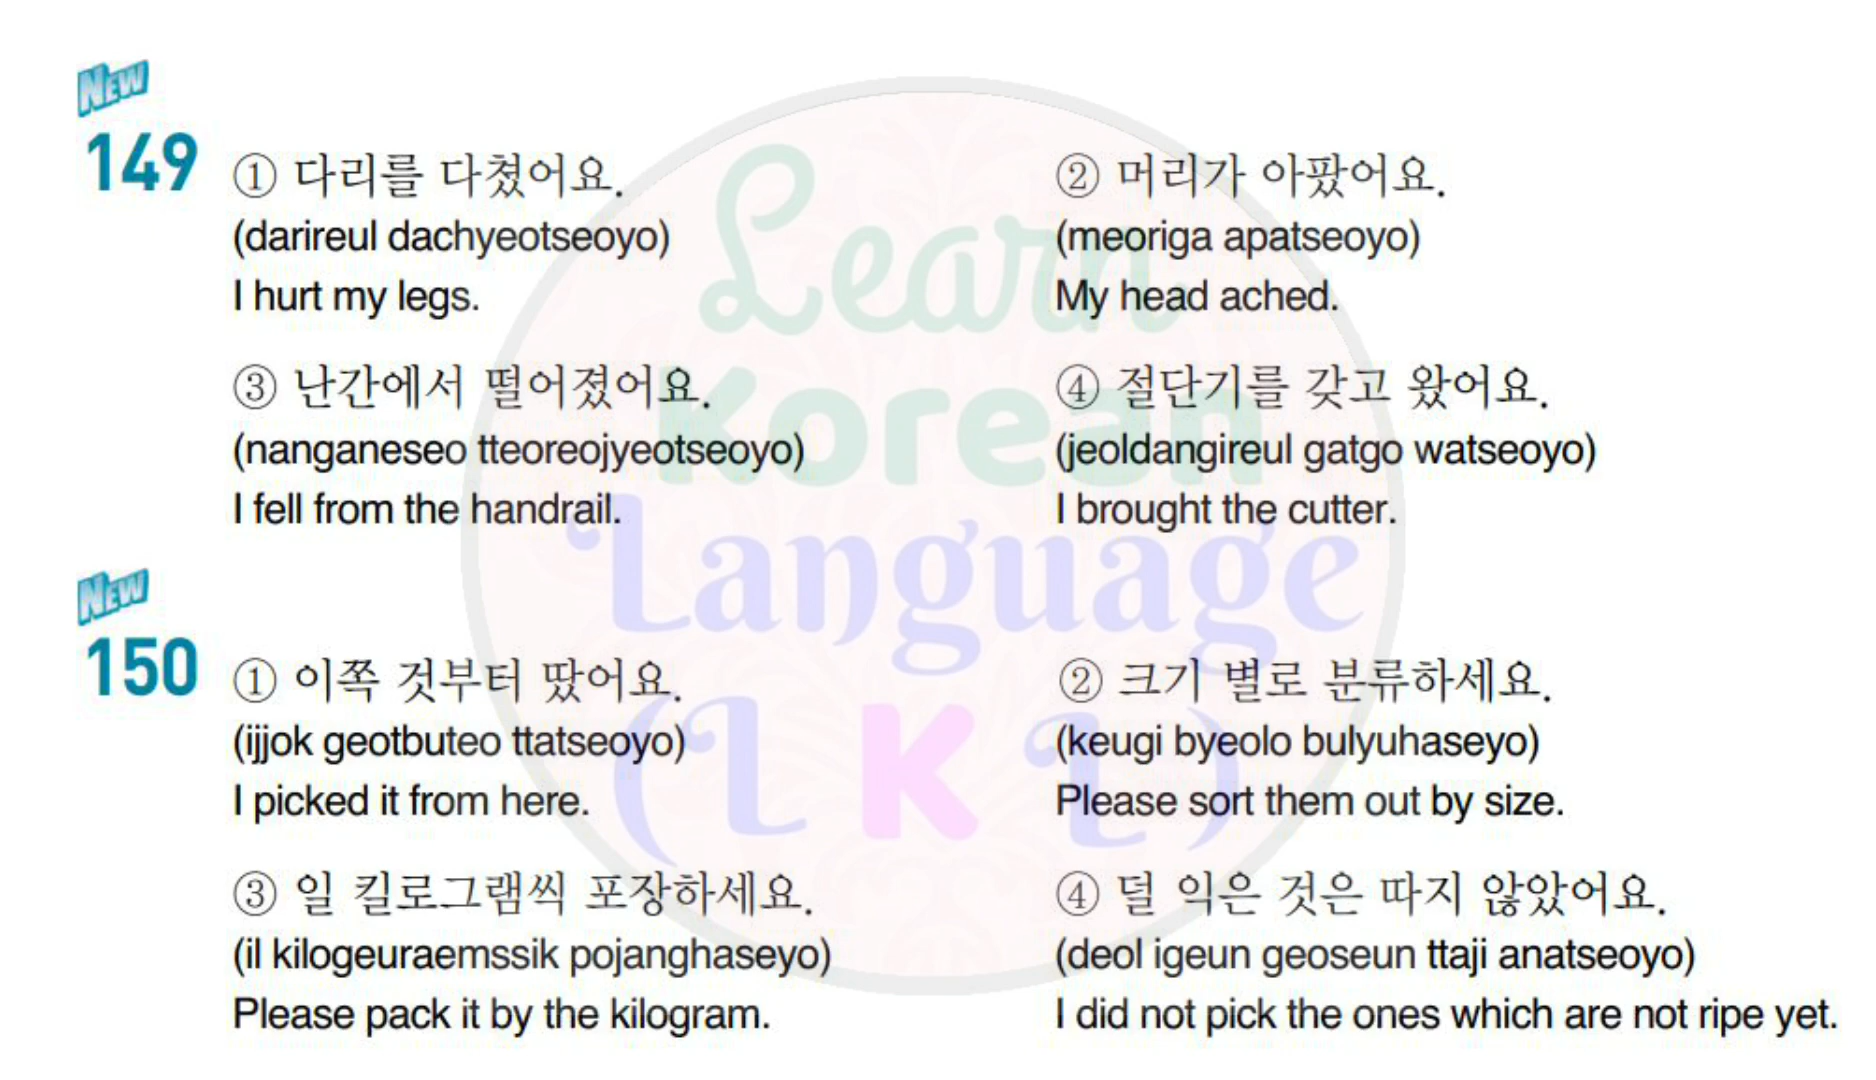 NEW
149
① 다리를 다쳤어요.
(darireul dachyeotseoyo)
I hurt my legs.
② 머리가 아팠어요.
(meoriga apatseoyo)
My head ached.
③ 난간에서 떨어졌어요.
(nanganeseo tteoreojyeotseoyo)
I fell from the handrail.
④ 절단기를 갖고 왔어요.
(jeoldangireul gatgo watseoyo)
I brought the cutter.
NEW
150
① 이쪽 것부터 땄어요.
(ijjok geotbuteo ttatseoyo)
I picked it from here.
② 크기 별로 분류하세요.
(keugi byeolo bulyuhaseyo)
Please sort them out by size.
③ 일 킬로그램씩 포장하세요.
(il kilogeuraemssik pojanghaseyo)
Please pack it by the kilogram.
④ 덜 익은 것은 따지 않았어요.
(deol igeun geoseun ttaji anatseoyo)
I did not pick the ones which are not ripe yet.
Learn
Korean
Language
(L K L)